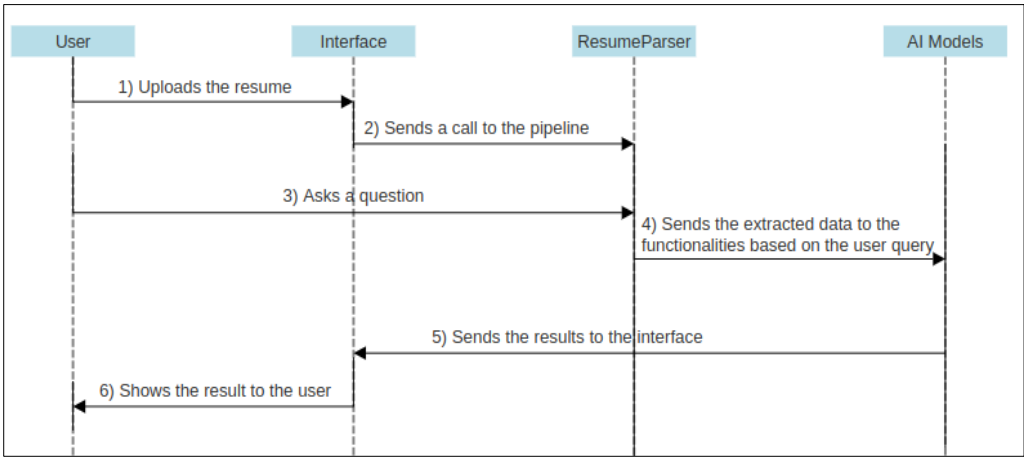 User
Interface
ResumeParser
AI Models
1) Uploads the resume
2) Sends a call to the pipeline
3) Asks a question
4) Sends the extracted data to the
functionalities based on the user query
5) Sends the results to the interface
6) Shows the result to the user